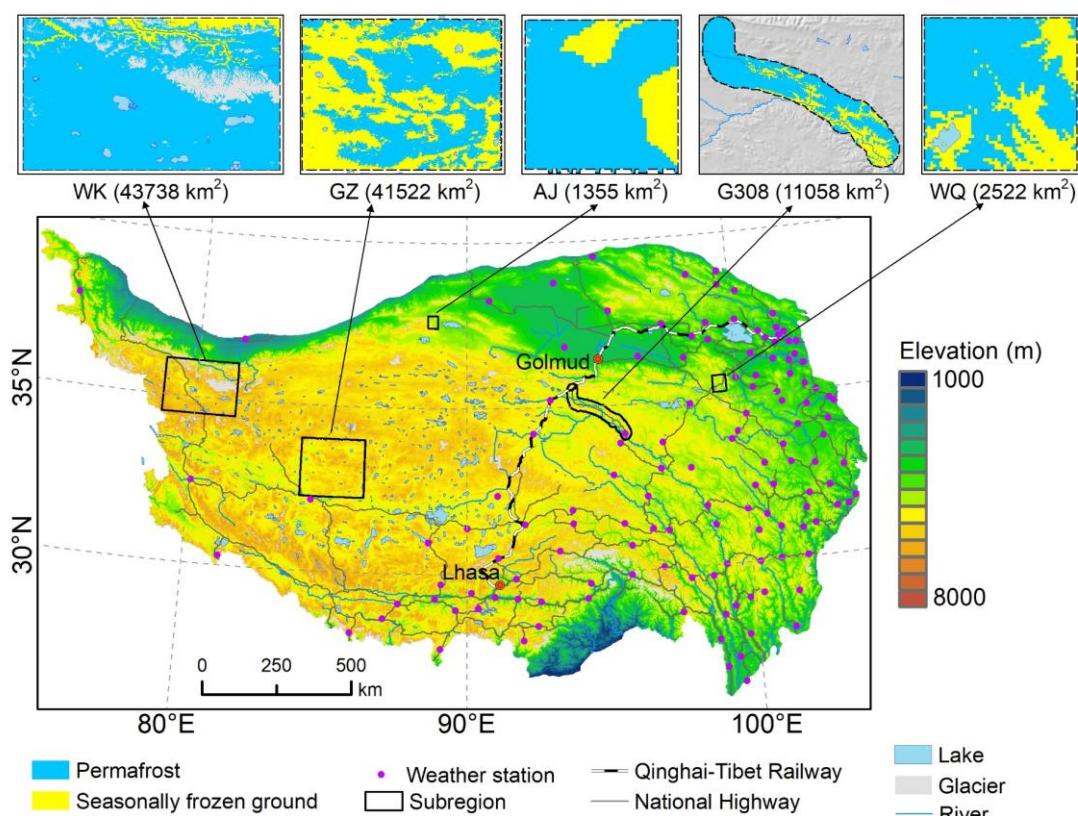 WK (43738 km²)
GZ (41522 km²)
AJ (1355 km²)
G308 (11058 km²)
WQ (2522 km²)
35°N
30°N
Golmud
Lhasa
Elevation (m)
1000
8000
0 250 500
km
80°E
90°E
100°E
Permafrost
Seasonally frozen ground
Weather station
Subregion
Qinghai-Tibet Railway
National Highway
Lake
Glacier
River